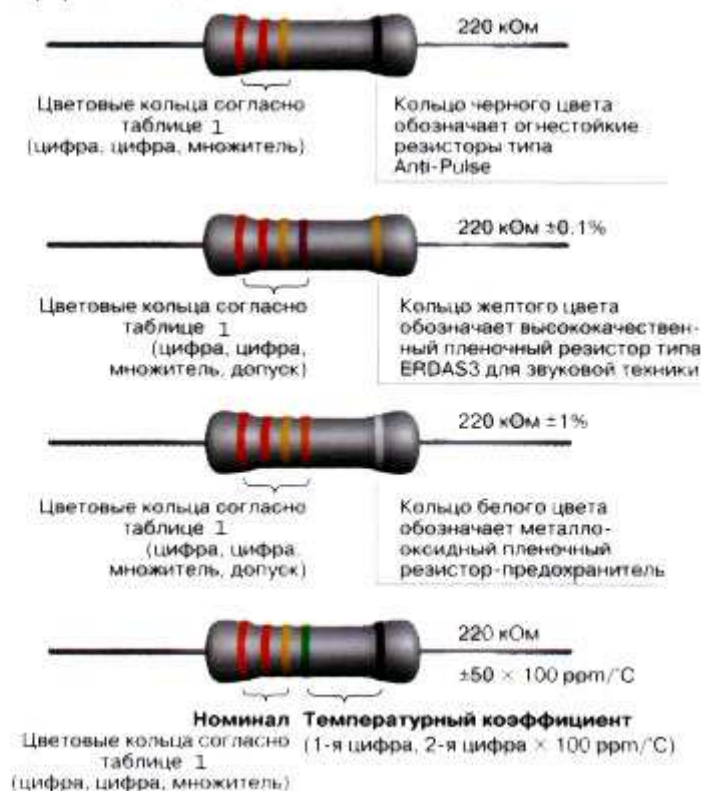 220 кОм
Цветовые кольца согласно
таблице 1
(цифра, цифра, множитель)
Кольцо черного цвета
обозначает огнестойкие
резисторы типа
Anti-Pulse
220 кОм ±0.1%
Цветовые кольца согласно
таблице 1
(цифра, цифра,
множитель, допуск)
Кольцо желтого цвета
обозначает высококачествен-
ный пленочный резистор типа
ERDAS3 для звуковой техники
220 кОм ±1%
Цветовые кольца согласно
таблице 1
(цифра, цифра
множитель, допуск)
Кольцо белого цвета
обозначает металло-
оксидный пленочный
резистор-предохранитель
220 кОм
±50 × 100 ppm/°C
Номинал
Цветовые кольца согласно
таблице 1
(цифра, цифра, множитель)
Температурный коэффициент
(1-я цифра, 2-я цифра × 100 ppm/°C)